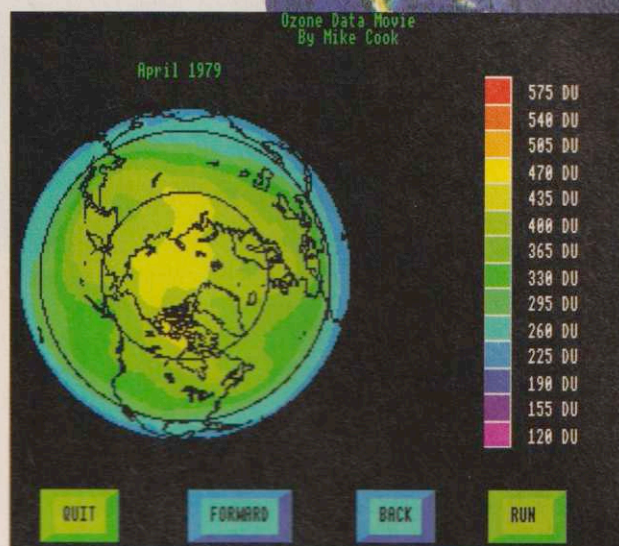 Ozone Data Movie
By Mike Cook
April 1979
575 DU
540 DU
505 DU
470 DU
435 DU
400 DU
365 DU
330 DU
295 DU
260 DU
225 DU
190 DU
155 DU
120 DU
QUIT
FORWARD
BACK
RUN